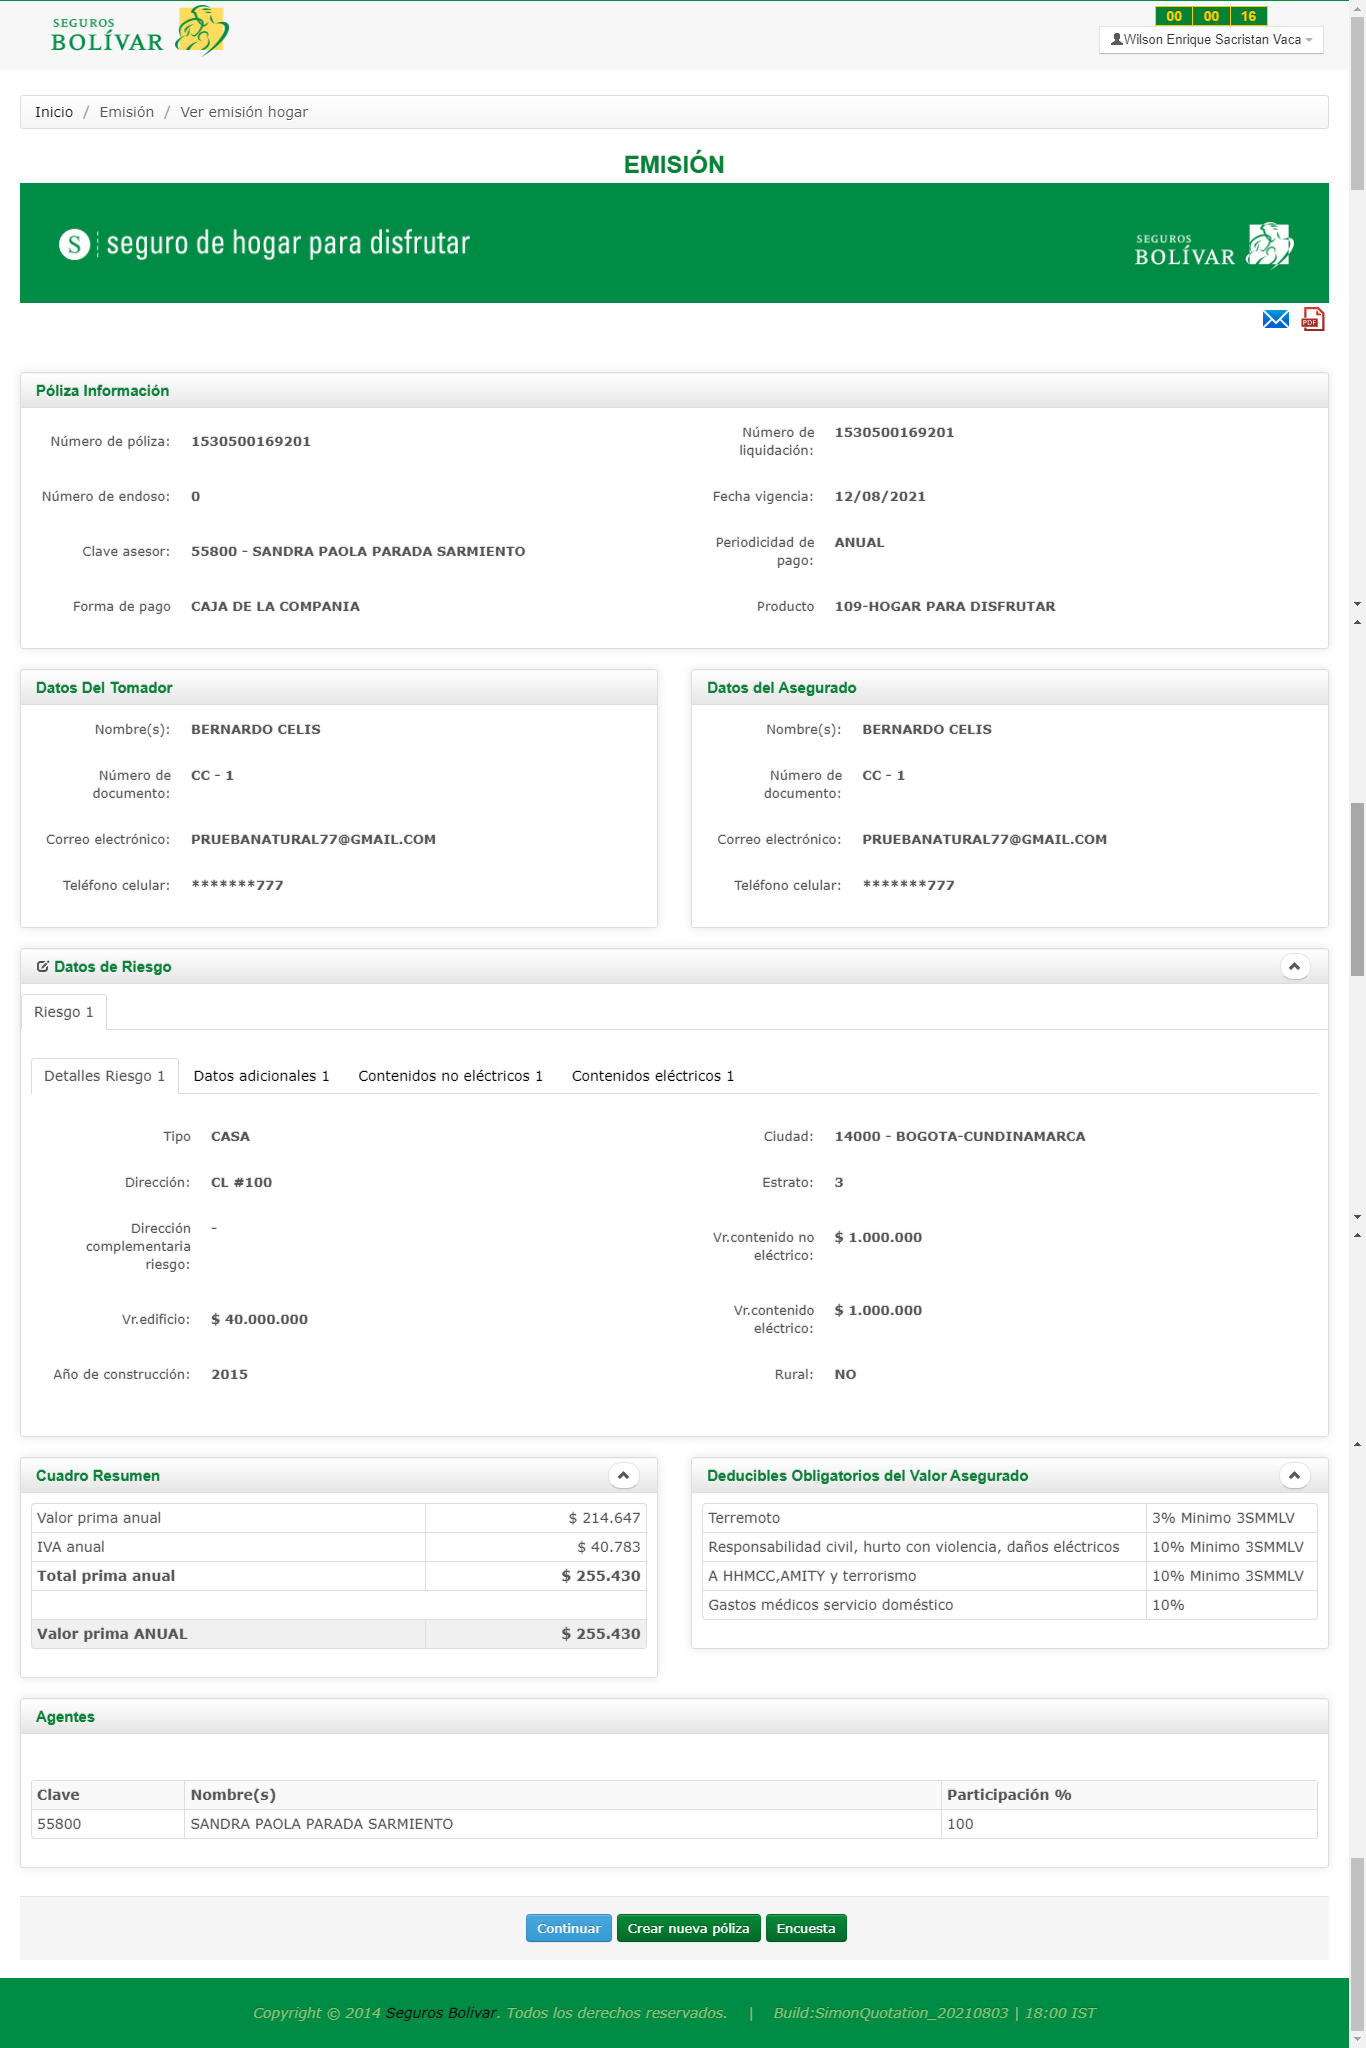 SEGUROS
BOLÍVAR
00 00 16
Wilson Enrique Sacristan Vaca
Inicio / Emisión / Ver emisión hogar
EMISIÓN
S seguro de hogar para disfrutar
SEGUROS
BOLÍVAR
PDF
Póliza Información
Número de póliza: 1530500169201
Número de liquidación: 1530500169201
Número de endoso: 0
Fecha vigencia: 12/08/2021
Clave asesor: 55800 - SANDRA PAOLA PARADA SARMIENTO
Periodicidad de pago: ANUAL
Forma de pago CAJA DE LA COMPANIA
Producto 109-HOGAR PARA DISFRUTAR
Datos Del Tomador
Nombre(s): BERNARDO CELIS
Número de documento: CC - 1
Correo electrónico: PRUEBANATURAL77@GMAIL.COM
Teléfono celular: *******777
Datos del Asegurado
Nombre(s): BERNARDO CELIS
Número de documento: CC - 1
Correo electrónico: PRUEBANATURAL77@GMAIL.COM
Teléfono celular: *******777
Datos de Riesgo
Riesgo 1
Detalles Riesgo 1 Datos adicionales 1 Contenidos no eléctricos 1 Contenidos eléctricos 1
Tipo CASA
Ciudad: 14000 - BOGOTA-CUNDINAMARCA
Dirección: CL #100
Estrato: 3
Dirección complementaria riesgo: -
Vr.contenido no eléctrico: $ 1.000.000
Vr.edificio: $ 40.000.000
Vr.contenido eléctrico: $ 1.000.000
Año de construcción: 2015
Rural: NO
Cuadro Resumen
Valor prima anual $ 214.647
IVA anual $ 40.783
Total prima anual $ 255.430
Valor prima ANUAL $ 255.430
Deducibles Obligatorios del Valor Asegurado
Terremoto 3% Minimo 3SMMLV
Responsabilidad civil, hurto con violencia, daños eléctricos 10% Minimo 3SMMLV
A HHMCC,AMITY y terrorismo 10% Minimo 3SMMLV
Gastos médicos servicio doméstico 10%
Agentes
Clave Nombre(s) Participación %
55800 SANDRA PAOLA PARADA SARMIENTO 100
Continuar Crear nueva póliza Encuesta
Copyright © 2014 Seguros Bolivar. Todos los derechos reservados. | Build:SimonQuotation_20210803 | 18:00 IST